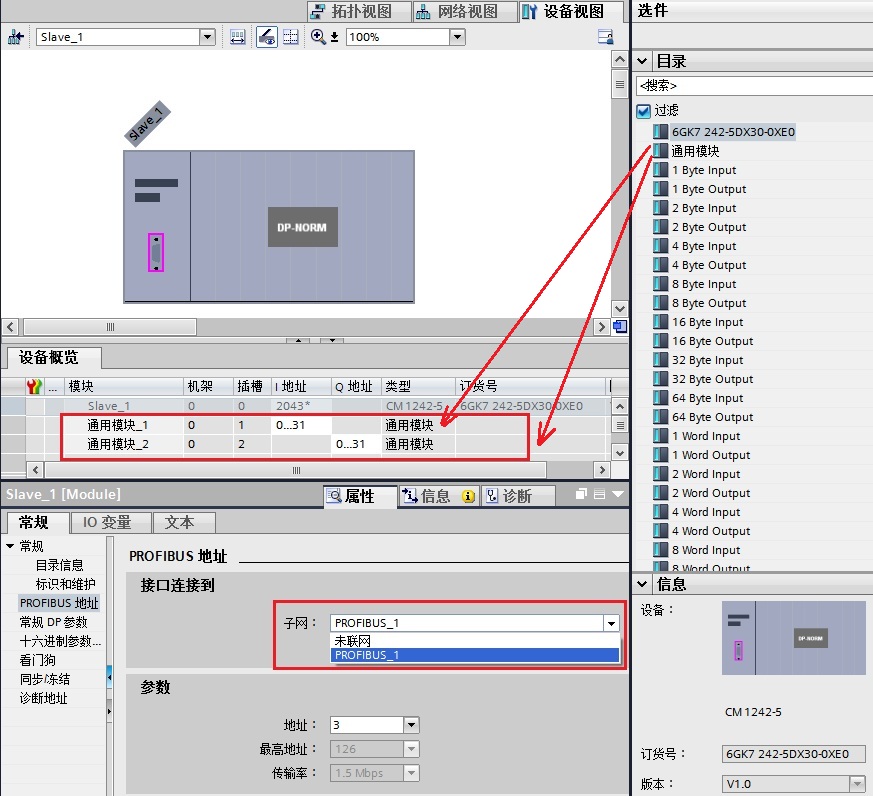 拓扑视图 网络视图 设备视图
Slave_1 100%
Slave_1
DP-NORM
设备概览
... 模块 机架 插槽 I 地址 Q 地址 类型 订货号
Slave_1 0 0 2043* CM 1242-5 6GK7 242-5DX30-0XE0
通用模块_1 0 1 0...31 通用模块
通用模块_2 0 2 0...31 通用模块
Slave_1 [Module] 属性 信息 诊断
常规 IO 变量 文本
常规
目录信息
标识和维护
PROFIBUS 地址
常规 DP 参数
十六进制参数...
看门狗
同步/冻结
诊断地址
PROFIBUS 地址
接口连接到
子网： PROFIBUS_1
未联网
PROFIBUS_1
参数
地址： 3
最高地址： 126
传输率： 1.5 Mbps
选件
目录
<搜索>
过滤
6GK7 242-5DX30-0XE0
通用模块
1 Byte Input
1 Byte Output
2 Byte Input
2 Byte Output
4 Byte Input
4 Byte Output
8 Byte Input
8 Byte Output
16 Byte Input
16 Byte Output
32 Byte Input
32 Byte Output
64 Byte Input
64 Byte Output
1 Word Input
1 Word Output
2 Word Input
2 Word Output
4 Word Input
4 Word Output
8 Word Input
8 Word Output
信息
设备：
DP-NORM
CM 1242-5
订货号： 6GK7 242-5DX30-0XE0
版本： V1.0